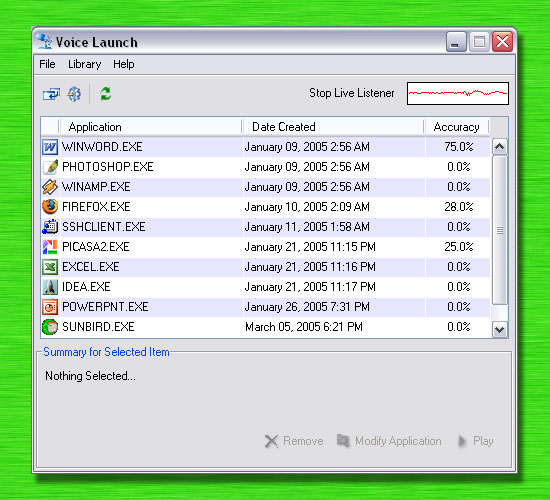 Voice Launch
File Library Help
Stop Live Listener
Application Date Created Accuracy
WINWORD.EXE January 09, 2005 2:56 AM 75.0%
PHOTOSHOP.EXE January 09, 2005 2:56 AM 0.0%
WINAMP.EXE January 09, 2005 2:56 AM 0.0%
FIREFOX.EXE January 10, 2005 2:09 AM 28.0%
SSHCLIENT.EXE January 11, 2005 1:58 AM 0.0%
PICASA2.EXE January 21, 2005 11:15 PM 25.0%
EXCEL.EXE January 21, 2005 11:16 PM 0.0%
IDEA.EXE January 21, 2005 11:17 PM 0.0%
POWERPNT.EXE January 26, 2005 7:31 PM 0.0%
SUNBIRD.EXE March 05, 2005 6:21 PM 0.0%
Summary for Selected Item
Nothing Selected...
Remove Modify Application Play